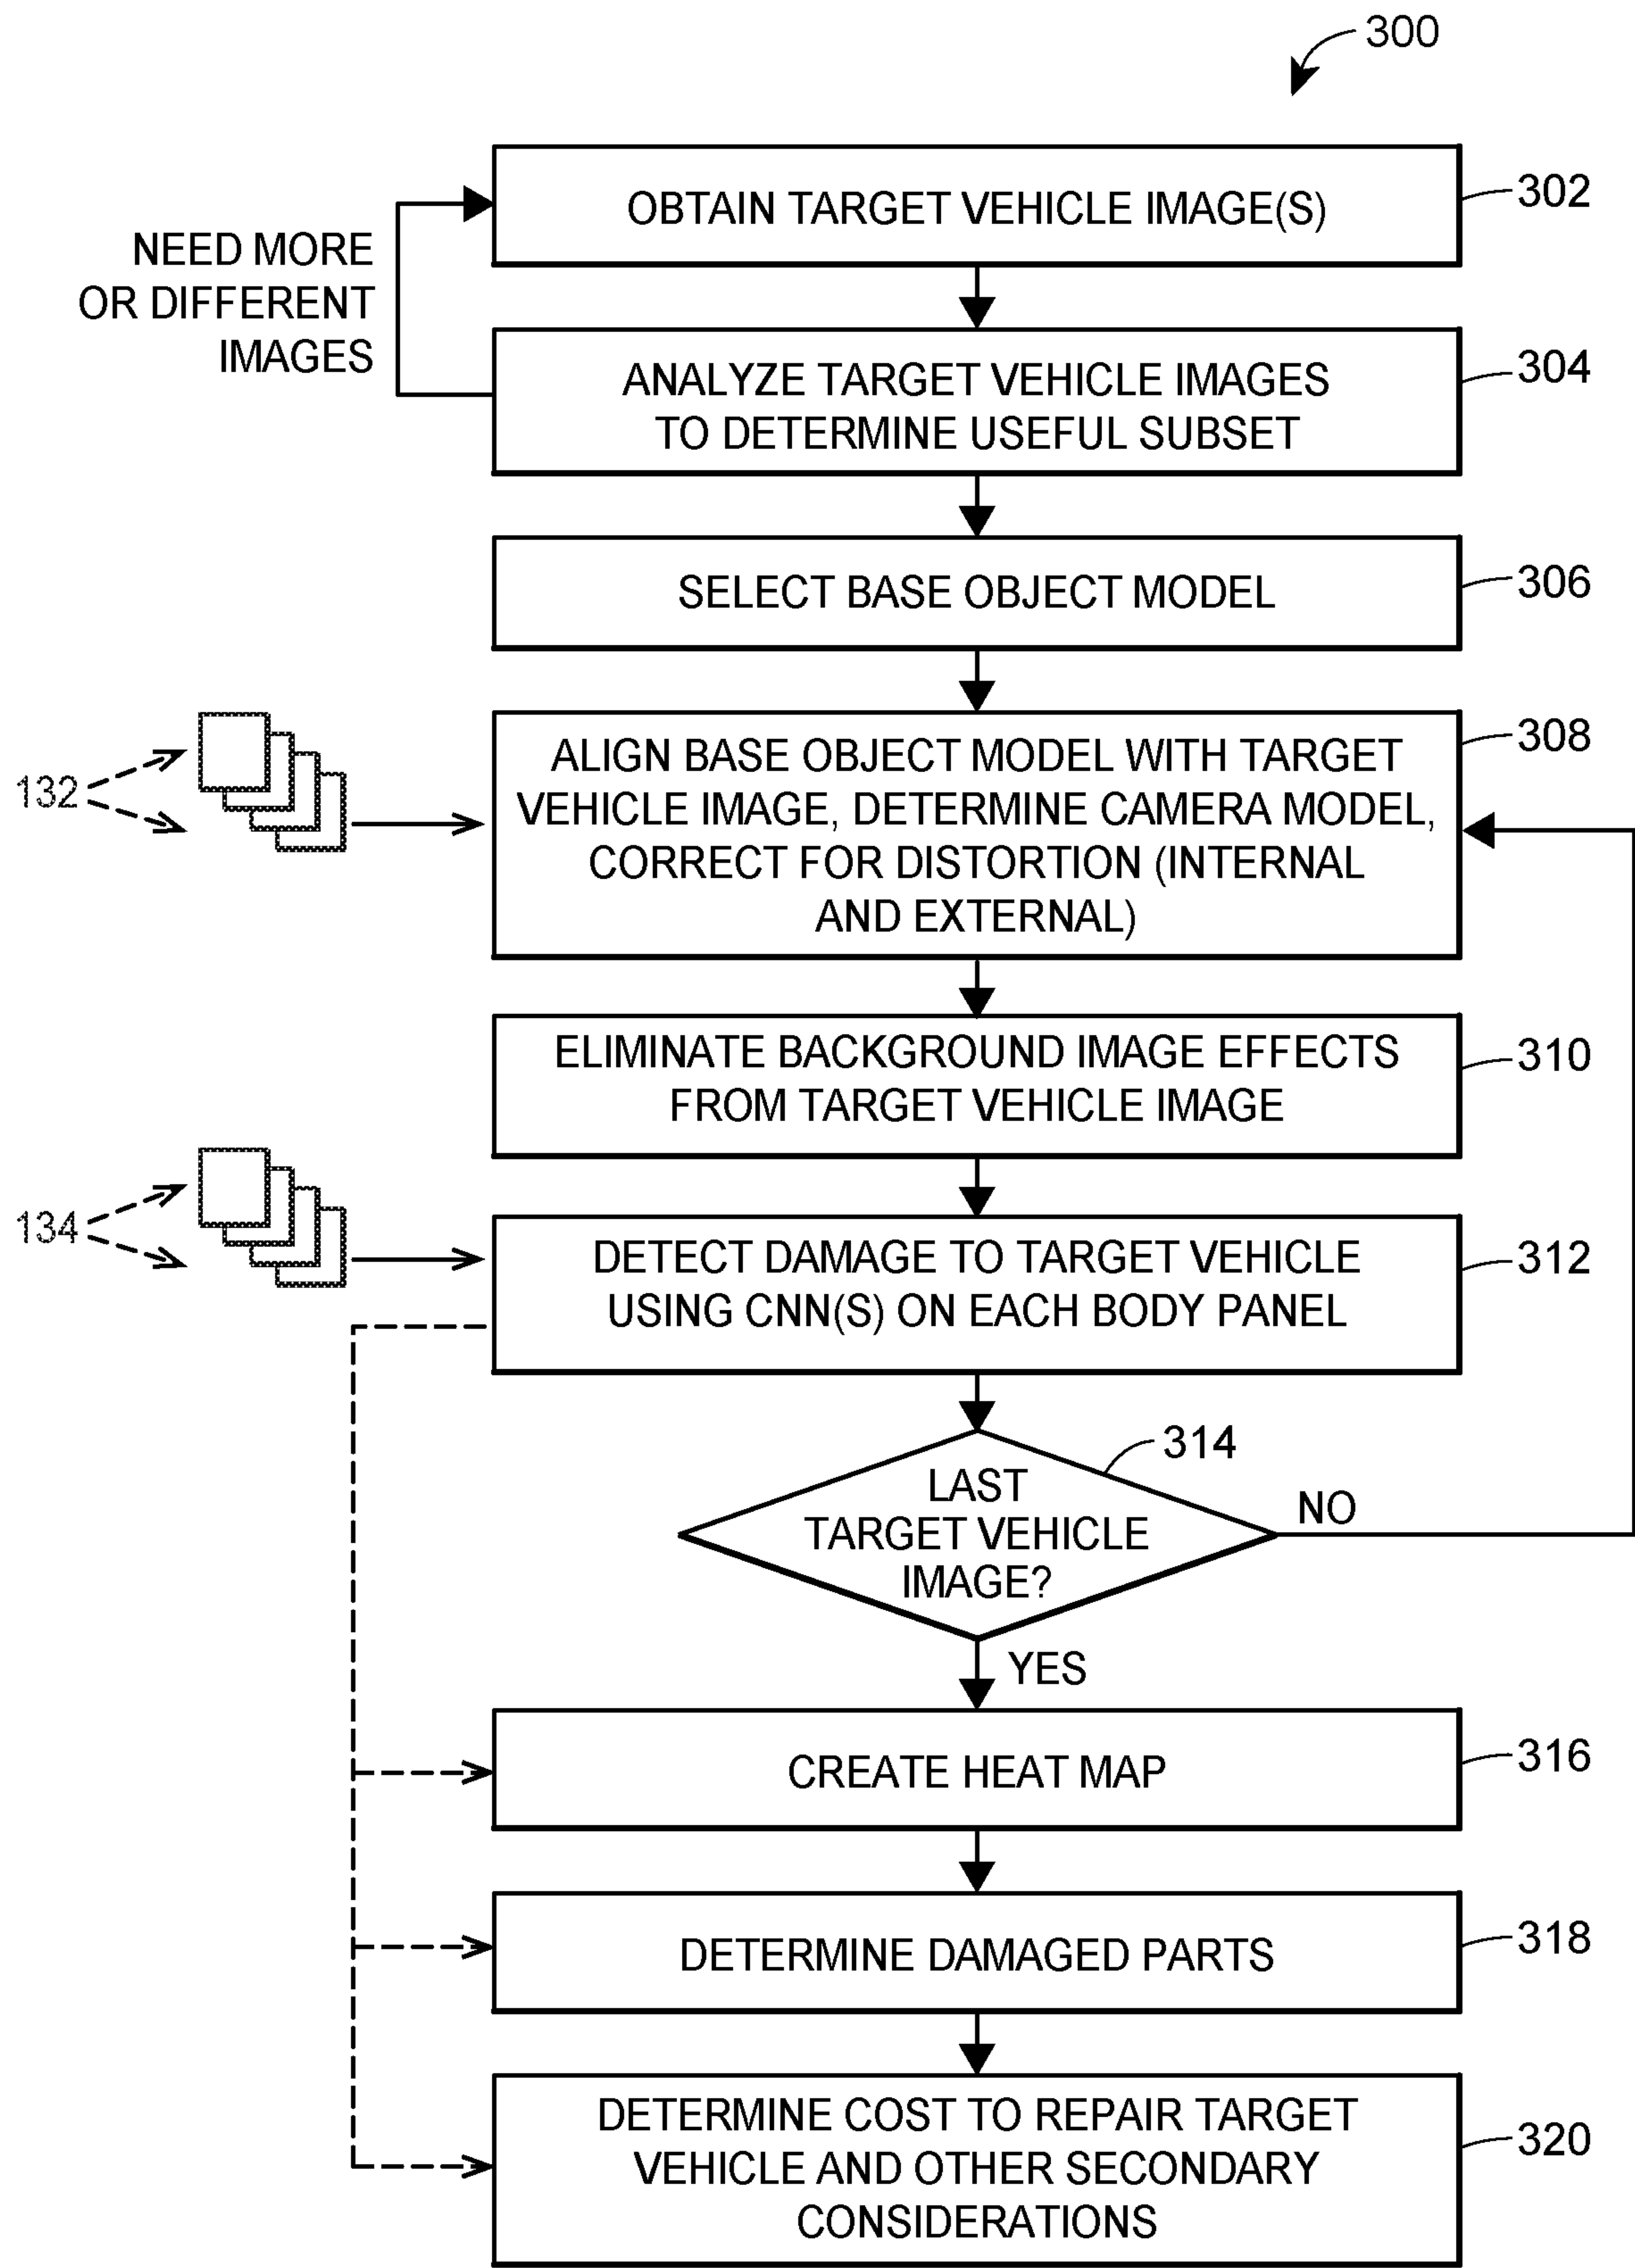 300
OBTAIN TARGET VEHICLE IMAGE(S)
302
NEED MORE
OR DIFFERENT
IMAGES
ANALYZE TARGET VEHICLE IMAGES
TO DETERMINE USEFUL SUBSET
304
SELECT BASE OBJECT MODEL
306
132
ALIGN BASE OBJECT MODEL WITH TARGET
VEHICLE IMAGE, DETERMINE CAMERA MODEL,
CORRECT FOR DISTORTION (INTERNAL
AND EXTERNAL)
308
ELIMINATE BACKGROUND IMAGE EFFECTS
FROM TARGET VEHICLE IMAGE
310
134
DETECT DAMAGE TO TARGET VEHICLE
USING CNN(S) ON EACH BODY PANEL
312
314
LAST
TARGET VEHICLE
IMAGE?
NO
YES
CREATE HEAT MAP
316
DETERMINE DAMAGED PARTS
318
DETERMINE COST TO REPAIR TARGET
VEHICLE AND OTHER SECONDARY
CONSIDERATIONS
320